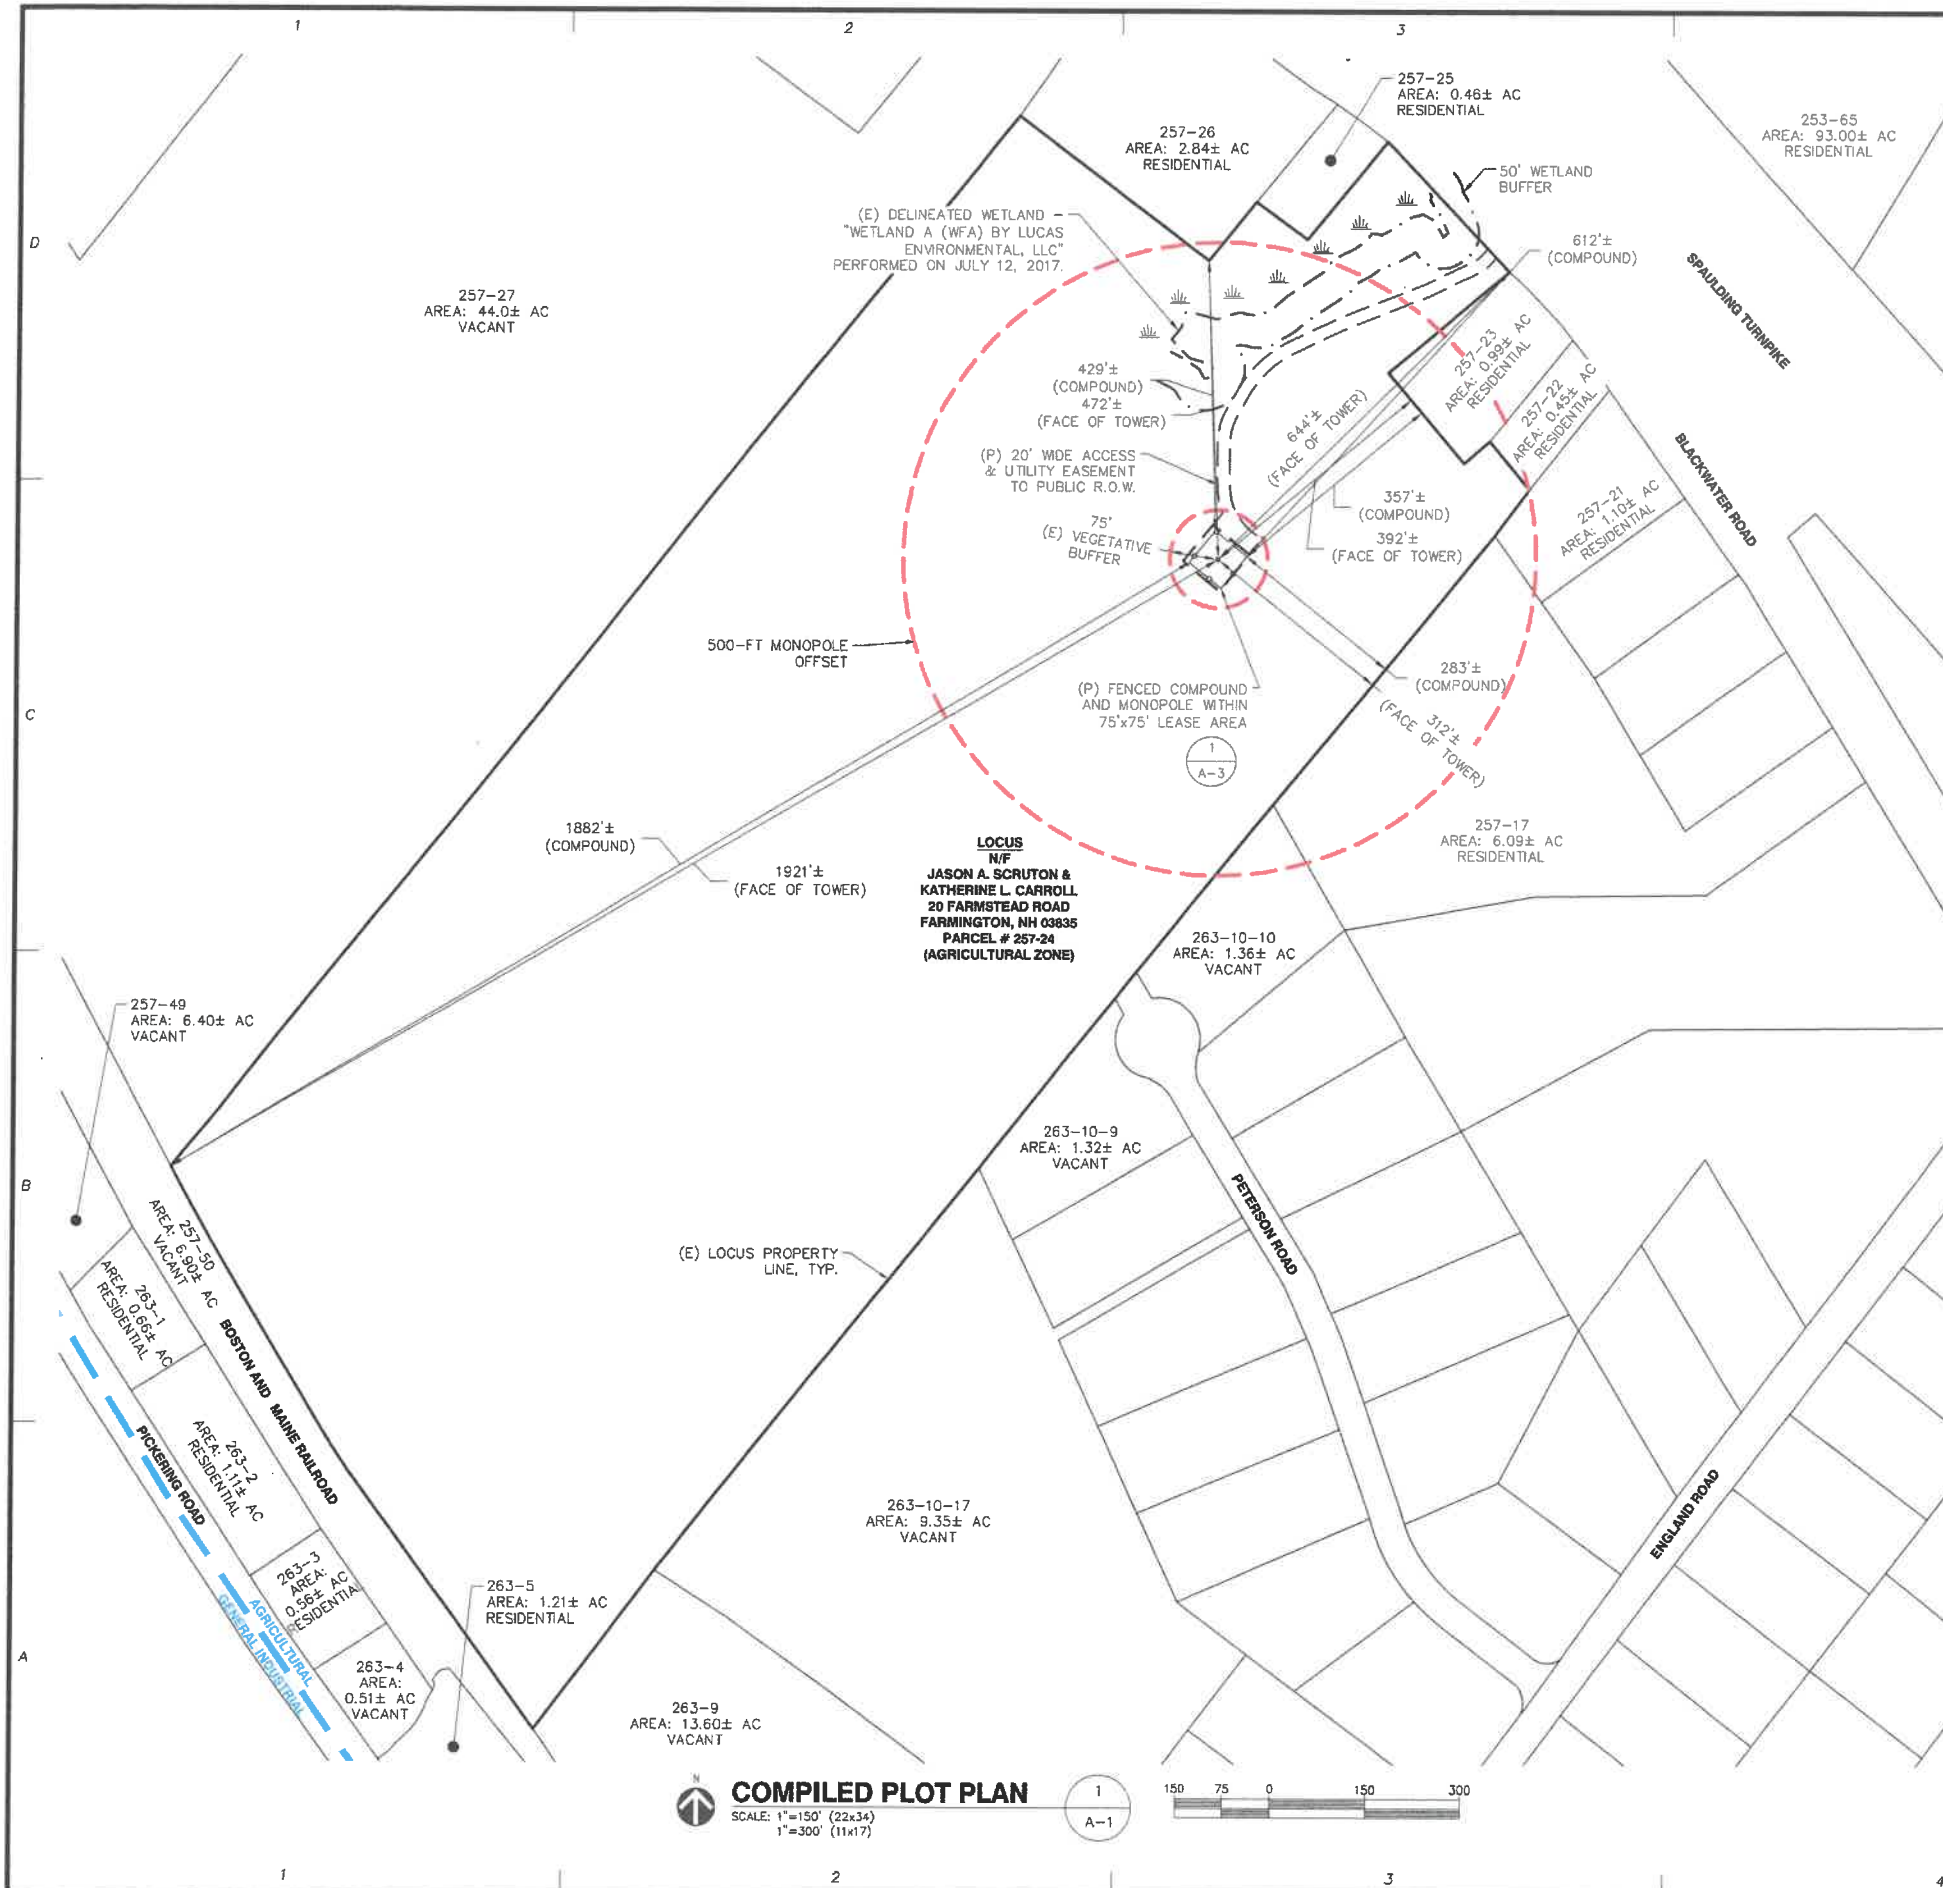 1
2
3
D
C
B
A
257-25
AREA: 0.46± AC
RESIDENTIAL
257-26
AREA: 2.84± AC
RESIDENTIAL
253-65
AREA: 93.00± AC
RESIDENTIAL
50' WETLAND
BUFFER
(E) DELINEATED WETLAND -
"WETLAND A (WFA) BY LUCAS
ENVIRONMENTAL, LLC"
PERFORMED ON JULY 12, 2017.
612'±
(COMPOUND)
SPAULDING TURNPIKE
257-27
AREA: 44.0± AC
VACANT
257-23
AREA: 0.99± AC
RESIDENTIAL
257-22
AREA: 0.45± AC
RESIDENTIAL
429'±
(COMPOUND)
472'±
(FACE OF TOWER)
644'±
(FACE OF TOWER)
BLACKWATER ROAD
(P) 20' WIDE ACCESS
& UTILITY EASEMENT
TO PUBLIC R.O.W.
357'±
(COMPOUND)
392'±
(FACE OF TOWER)
257-21
AREA: 1.10± AC
RESIDENTIAL
75'
(E) VEGETATIVE
BUFFER
500-FT MONOPOLE
OFFSET
283'±
(COMPOUND)
312'±
(FACE OF TOWER)
(P) FENCED COMPOUND
AND MONOPOLE WITHIN
75'x75' LEASE AREA
1
A-3
1882'±
(COMPOUND)
1921'±
(FACE OF TOWER)
257-17
AREA: 6.09± AC
RESIDENTIAL
LOCUS
N/F
JASON A. SCRUTON &
KATHERINE L. CARROLL
20 FARMSTEAD ROAD
FARMINGTON, NH 03835
PARCEL # 257-24
(AGRICULTURAL ZONE)
263-10-10
AREA: 1.36± AC
VACANT
257-49
AREA: 6.40± AC
VACANT
263-10-9
AREA: 1.32± AC
VACANT
PETERSON ROAD
257-50
AREA: 6.90± AC
VACANT
(E) LOCUS PROPERTY
LINE, TYP.
263-1
AREA: 0.66± AC
RESIDENTIAL
BOSTON AND MAINE RAILROAD
263-2
AREA: 1.11± AC
RESIDENTIAL
PICKERING ROAD
263-10-17
AREA: 9.35± AC
VACANT
ENGLAND ROAD
263-3
AREA:
0.56± AC
RESIDENTIAL
AGRICULTURAL
GENERAL INDUSTRIAL
263-5
AREA: 1.21± AC
RESIDENTIAL
263-4
AREA:
0.51± AC
VACANT
263-9
AREA: 13.60± AC
VACANT
N
COMPILED PLOT PLAN
SCALE: 1"=150' (22x34)
1"=300' (11x17)
1
A-1
150 75 0 150 300
1
2
3
4